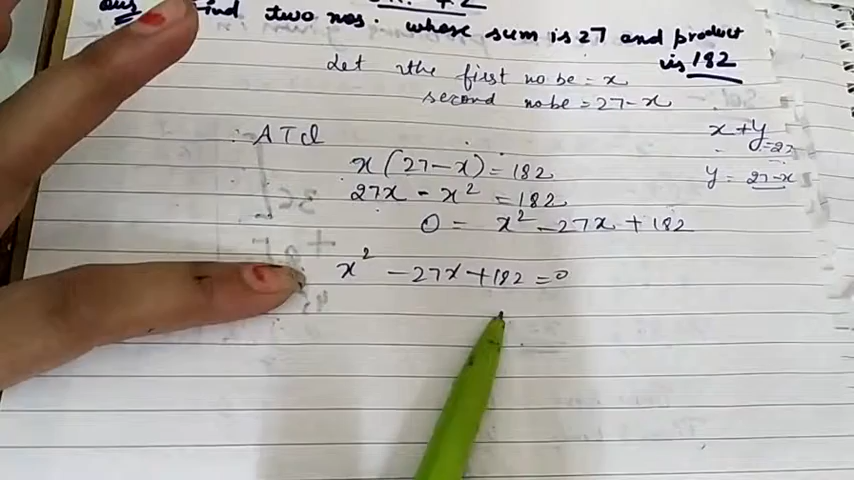 Find two nos. whose sum is 27 and product
is 182
Let the first no be = x
second no be = 27 - x
x + y = 27
y = 27 - x
ATQ
x (27 - x) = 182
27x - x² = 182
0 = x² - 27x + 182
x² - 27x + 182 = 0